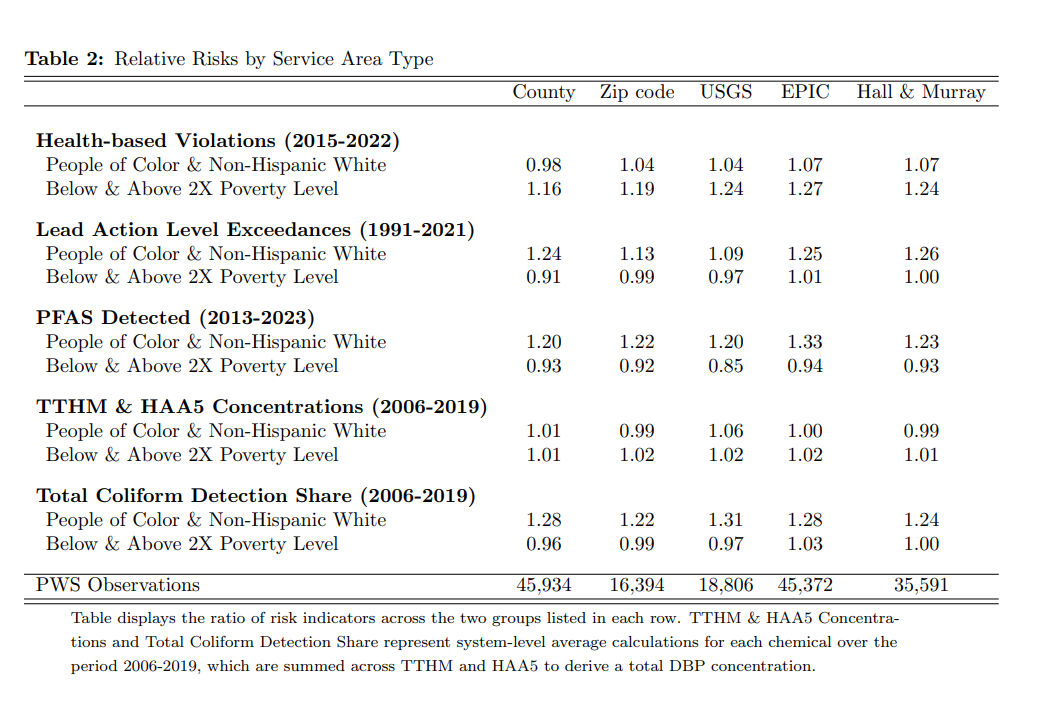 Table 2: Relative Risks by Service Area Type
County Zip code USGS EPIC Hall & Murray
Health-based Violations (2015-2022)
People of Color & Non-Hispanic White 0.98 1.04 1.04 1.07 1.07
Below & Above 2X Poverty Level 1.16 1.19 1.24 1.27 1.24
Lead Action Level Exceedances (1991-2021)
People of Color & Non-Hispanic White 1.24 1.13 1.09 1.25 1.26
Below & Above 2X Poverty Level 0.91 0.99 0.97 1.01 1.00
PFAS Detected (2013-2023)
People of Color & Non-Hispanic White 1.20 1.22 1.20 1.33 1.23
Below & Above 2X Poverty Level 0.93 0.92 0.85 0.94 0.93
TTHM & HAA5 Concentrations (2006-2019)
People of Color & Non-Hispanic White 1.01 0.99 1.06 1.00 0.99
Below & Above 2X Poverty Level 1.01 1.02 1.02 1.02 1.01
Total Coliform Detection Share (2006-2019)
People of Color & Non-Hispanic White 1.28 1.22 1.31 1.28 1.24
Below & Above 2X Poverty Level 0.96 0.99 0.97 1.03 1.00
PWS Observations 45,934 16,394 18,806 45,372 35,591
Table displays the ratio of risk indicators across the two groups listed in each row. TTHM & HAA5 Concentra-
tions and Total Coliform Detection Share represent system-level average calculations for each chemical over the
period 2006-2019, which are summed across TTHM and HAA5 to derive a total DBP concentration.